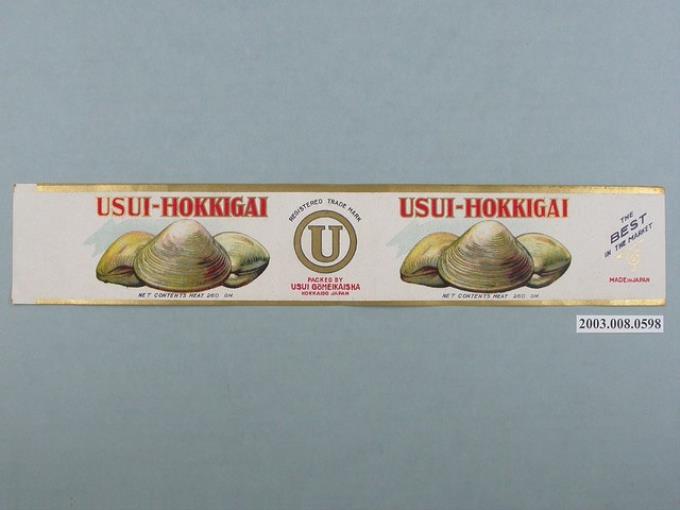 USUI-HOKKIGAI
NET CONTENTS MEAT 260 GM
REGISTERED TRADE MARK
U
PACKED BY
USUI GŌMEIKAISHA
HOKKAIDO JAPAN
USUI-HOKKIGAI
NET CONTENTS MEAT 260 GM
THE
BEST
IN THE MARKET
MADE IN JAPAN
2003.008.0598